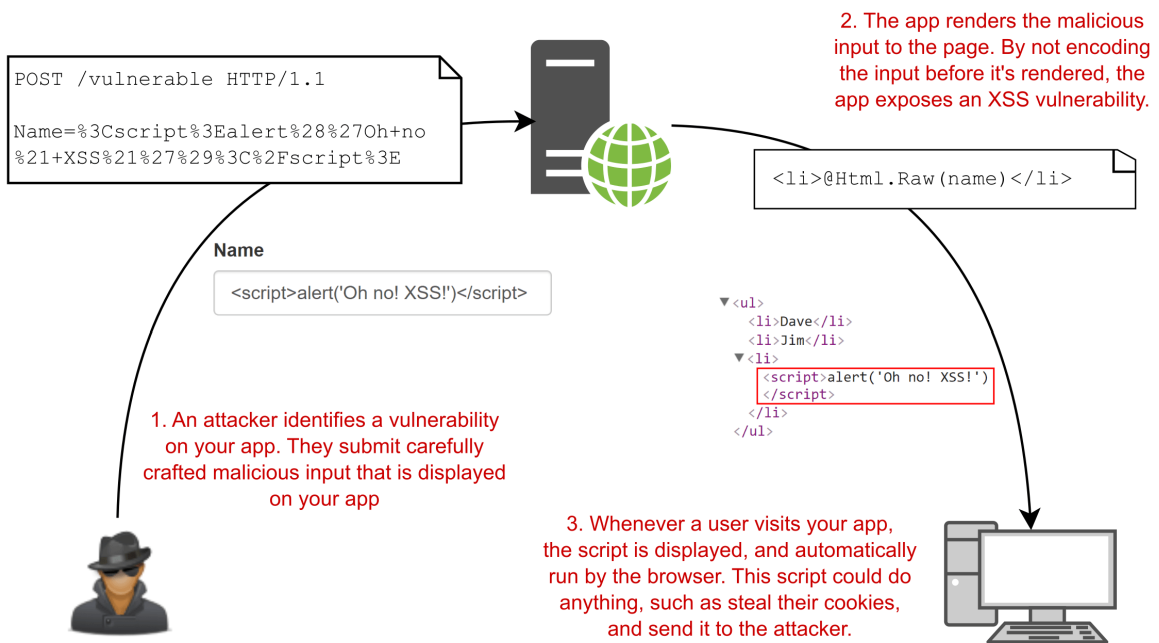 POST /vulnerable HTTP/1.1
Name=%3Cscript%3Ealert%28%27Oh+no
%21+XSS%21%27%29%3C%2Fscript%3E
2. The app renders the malicious
input to the page. By not encoding
the input before it's rendered, the
app exposes an XSS vulnerability.
<li>@Html.Raw(name)</li>
Name
<script>alert('Oh no! XSS!')</script>
▼<ul>
<li>Dave</li>
<li>Jim</li>
▼<li>
<script>alert('Oh no! XSS!')
</script>
</li>
</ul>
1. An attacker identifies a vulnerability
on your app. They submit carefully
crafted malicious input that is displayed
on your app
3. Whenever a user visits your app,
the script is displayed, and automatically
run by the browser. This script could do
anything, such as steal their cookies,
and send it to the attacker.